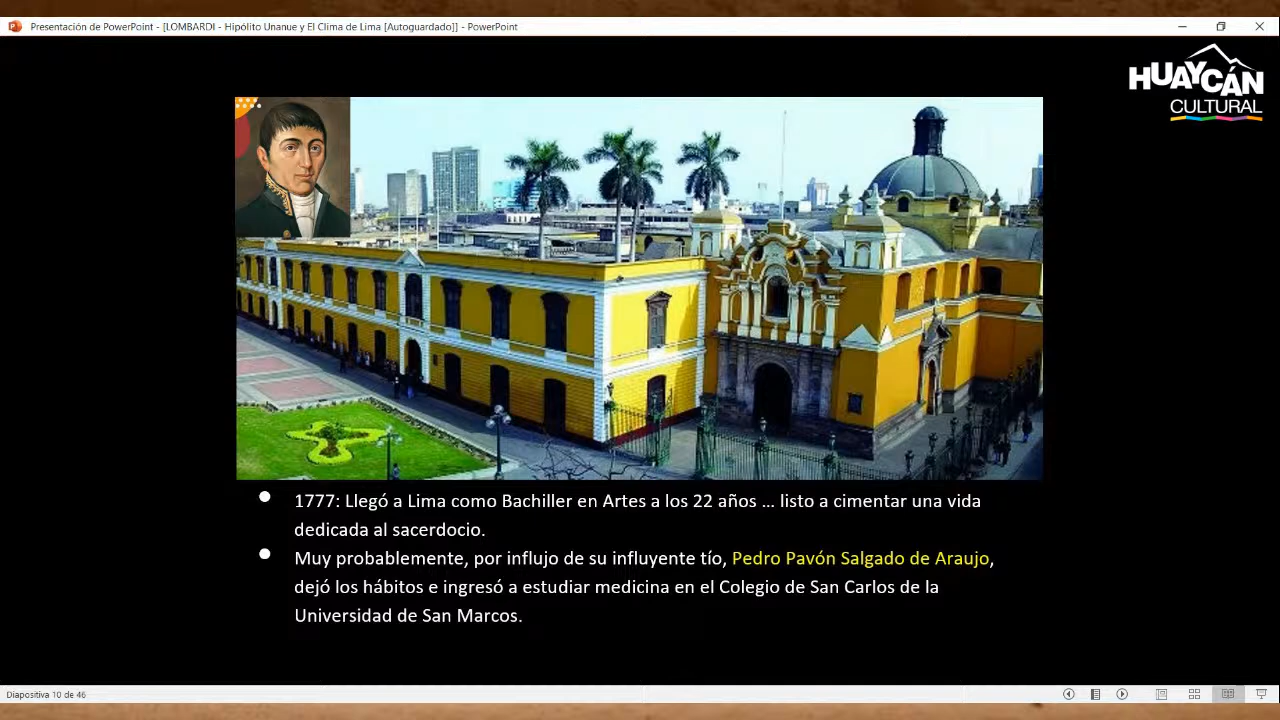 Presentación de PowerPoint - [LOMBARDI - Hipólito Unanue y El Clima de Lima [Autoguardado]] - PowerPoint
HUAYCÁN
CULTURAL
1777: Llegó a Lima como Bachiller en Artes a los 22 años ... listo a cimentar una vida
dedicada al sacerdocio.
Muy probablemente, por influjo de su influyente tío, Pedro Pavón Salgado de Araujo,
dejó los hábitos e ingresó a estudiar medicina en el Colegio de San Carlos de la
Universidad de San Marcos.
Diapositiva 10 de 46